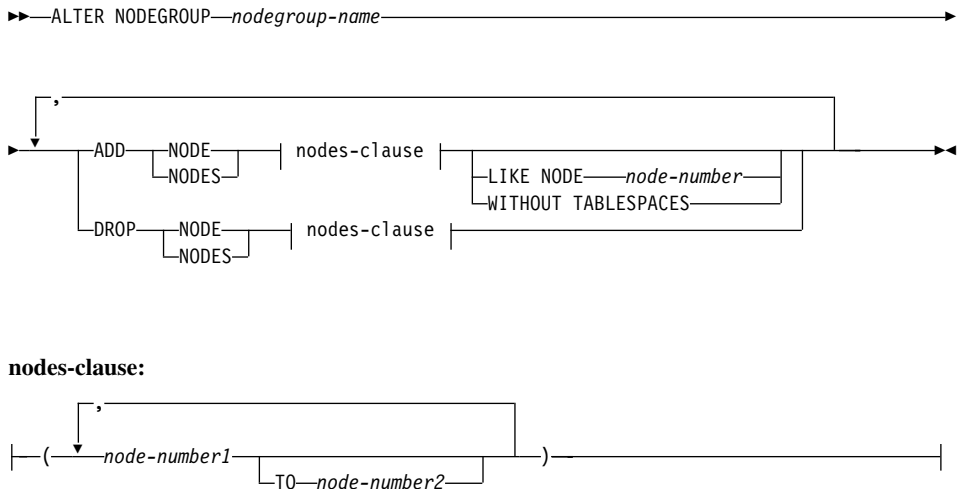 ALTER NODEGROUP nodegroup-name
,
ADD NODE nodes-clause
NODES LIKE NODE node-number
WITHOUT TABLESPACES
DROP NODE nodes-clause
NODES
nodes-clause:
,
( node-number1 )
TO node-number2